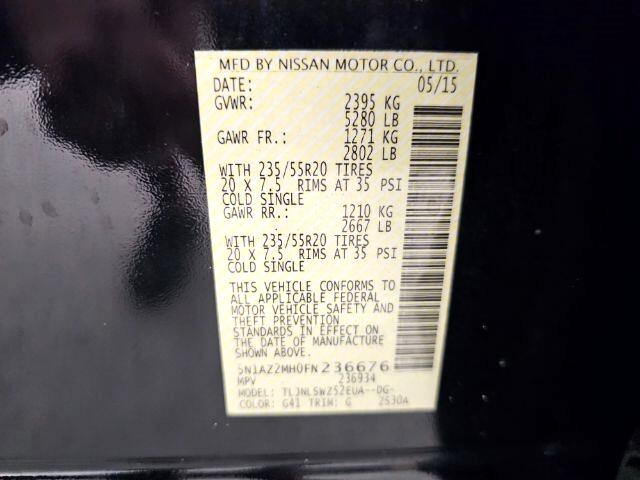 MFD BY NISSAN MOTOR CO., LTD.
DATE: 05/15
GVWR: 2395 KG
5280 LB
GAWR FR.: 1271 KG
2802 LB
WITH 235/55R20 TIRES
20 X 7.5 RIMS AT 35 PSI
COLD SINGLE
GAWR RR.: 1210 KG
2667 LB
WITH 235/55R20 TIRES
20 X 7.5 RIMS AT 35 PSI
COLD SINGLE
THIS VEHICLE CONFORMS TO
ALL APPLICABLE FEDERAL
MOTOR VEHICLE SAFETY AND
THEFT PREVENTION
STANDARDS IN EFFECT ON
THE DATE OF MANUFACTURE
SHOWN ABOVE.
5N1AZ2MH0FN236676
MPV 236934
MODEL: TLJNLSWZ52EUA--DG-
COLOR: G41 TRIM: G 2530A